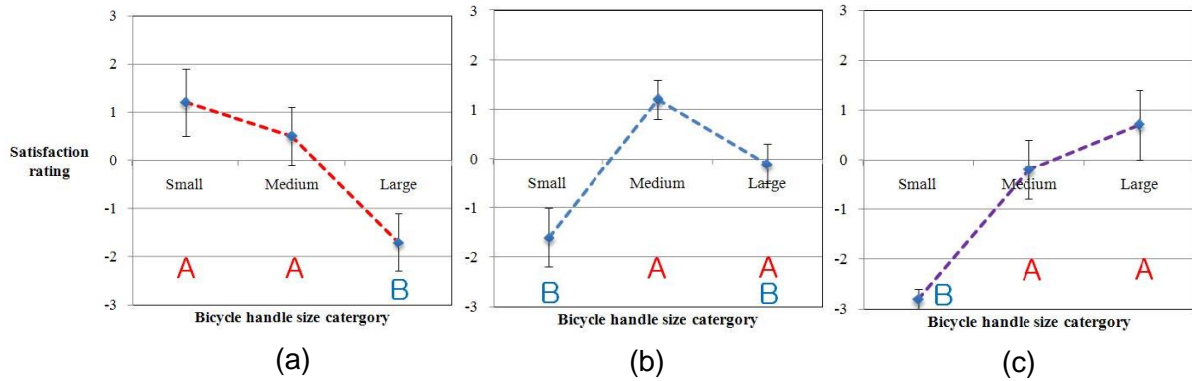 Satisfaction
rating
3
2
1
0
-1
-2
-3
Small Medium Large
A A
B
Bicycle handle size catergory
(a)
3
2
1
0
-1
-2
-3
Small Medium Large
A A
B B
Bicycle handle size catergory
(b)
3
2
1
0
-1
-2
-3
Small Medium Large
B A A
Bicycle handle size catergory
(c)